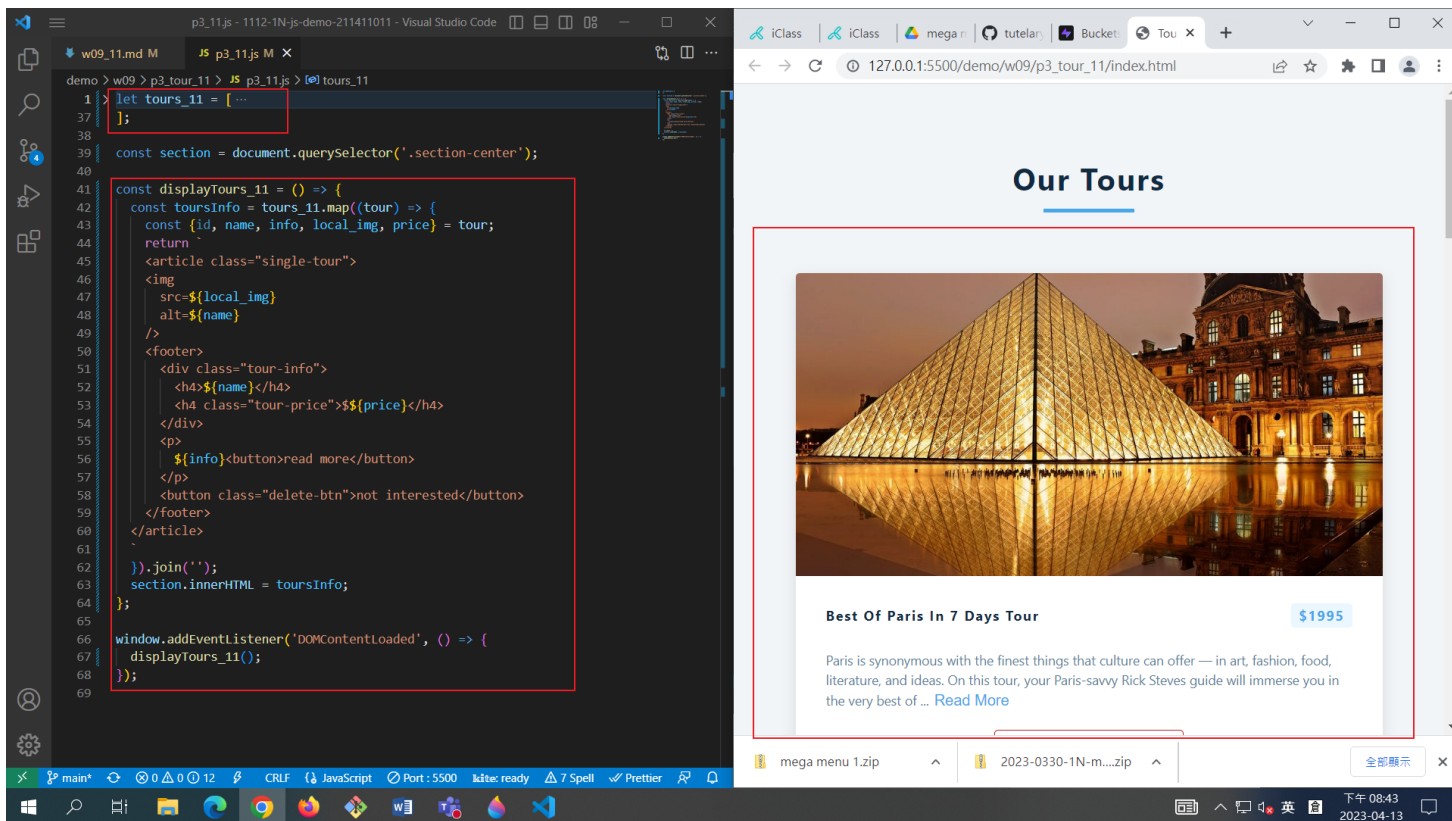 p3_11.js - 1112-1N-js-demo-211411011 - Visual Studio Code
w09_11.md M
JS p3_11.js M
demo > w09 > p3_tour_11 > JS p3_11.js > tours_11
1 let tours_11 = [ ···
37 ];
38
39 const section = document.querySelector('.section-center');
40
41 const displayTours_11 = () => {
42 const toursInfo = tours_11.map((tour) => {
43 const {id, name, info, local_img, price} = tour;
44 return `
45 <article class="single-tour">
46 <img
47 src=${local_img}
48 alt=${name}
49 />
50 <footer>
51 <div class="tour-info">
52 <h4>${name}</h4>
53 <h4 class="tour-price">$${price}</h4>
54 </div>
55 <p>
56 ${info}<button>read more</button>
57 </p>
58 <button class="delete-btn">not interested</button>
59 </footer>
60 </article>
61 `
62 }).join('');
63 section.innerHTML = toursInfo;
64 };
65
66 window.addEventListener('DOMContentLoaded', () => {
67 displayTours_11();
68 });
69
4
main* 0 0 12 CRLF JavaScript Port : 5500 kite: ready 7 Spell Prettier
iClass
iClass
mega
tutelary
Bucket
Tou
127.0.0.1:5500/demo/w09/p3_tour_11/index.html
Our Tours
Best Of Paris In 7 Days Tour
$1995
Paris is synonymous with the finest things that culture can offer — in art, fashion, food,
literature, and ideas. On this tour, your Paris-savvy Rick Steves guide will immerse you in
the very best of ... Read More
mega menu 1.zip
2023-0330-1N-m....zip
全部顯示
英
倉
下午 08:43
2023-04-13